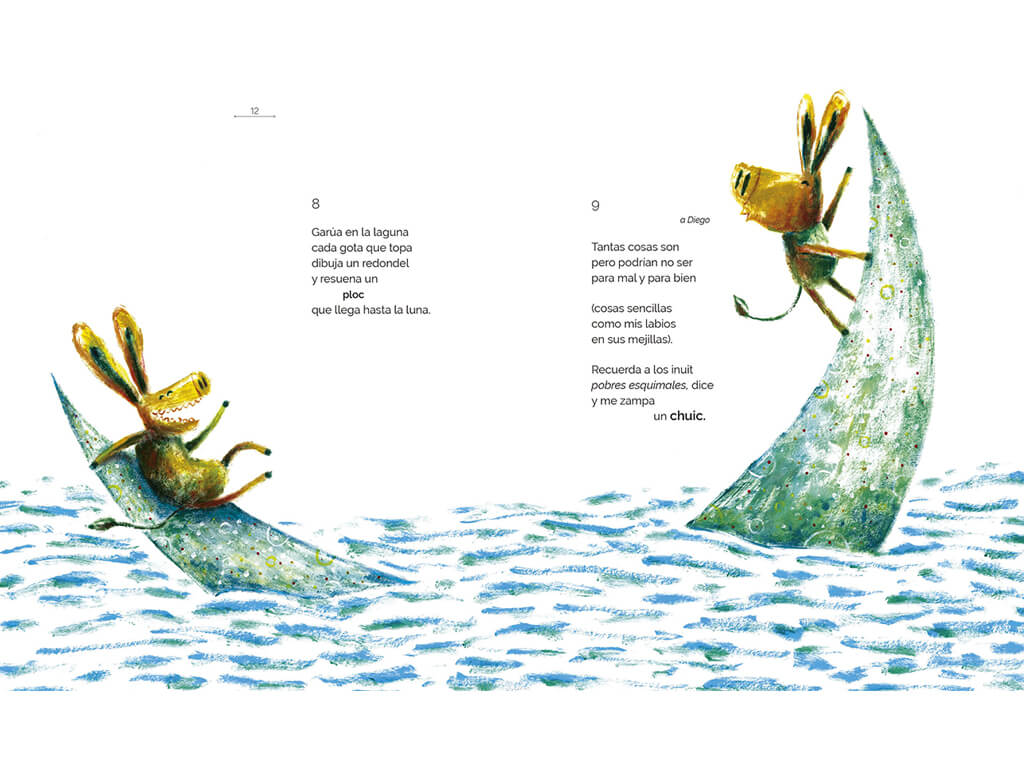 12
8
Garúa en la laguna
cada gota que topa
dibuja un redondel
y resuena un
ploc
que llega hasta la luna.
9
a Diego
Tantas cosas son
pero podrían no ser
para mal y para bien
(cosas sencillas
como mis labios
en sus mejillas).
Recuerda a los inuit
pobres esquimales, dice
y me zampa
un chuic.